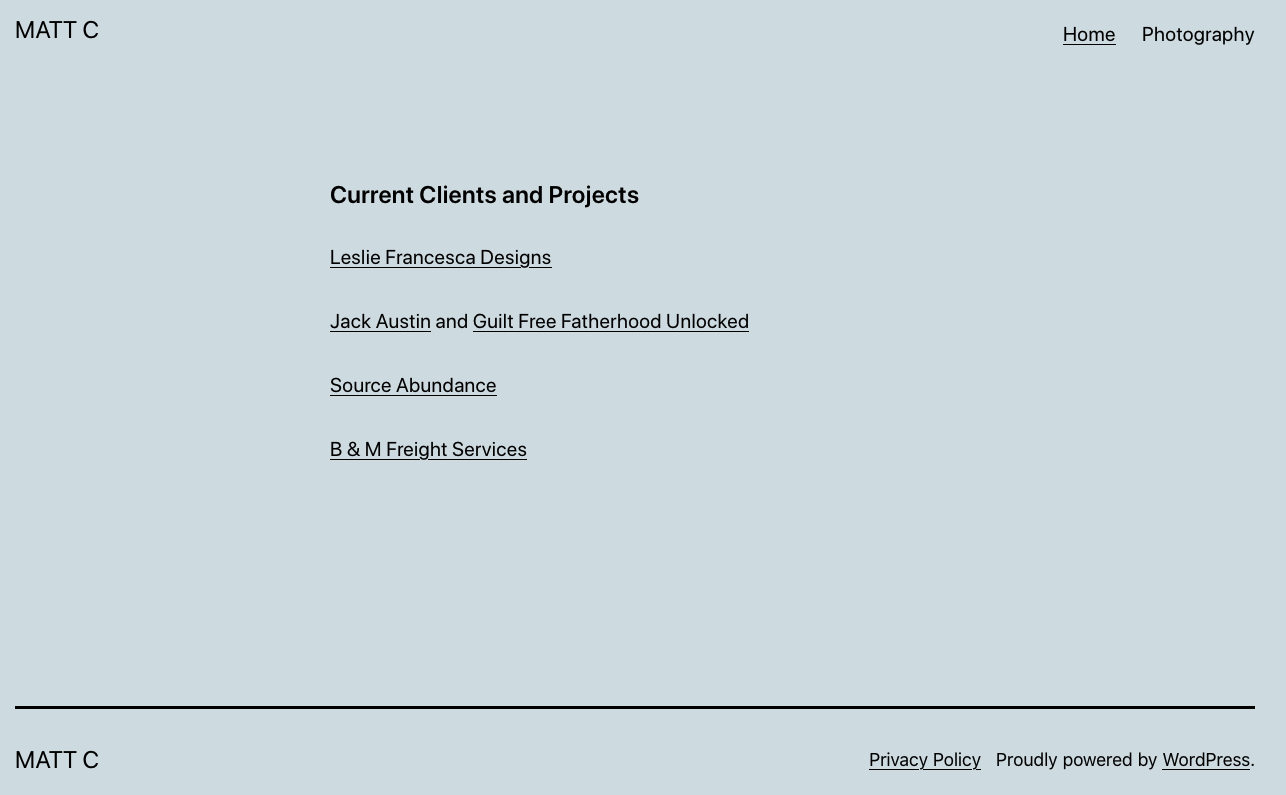 MATT C
Home Photography
Current Clients and Projects
Leslie Francesca Designs
Jack Austin and Guilt Free Fatherhood Unlocked
Source Abundance
B & M Freight Services
MATT C
Privacy Policy Proudly powered by WordPress.